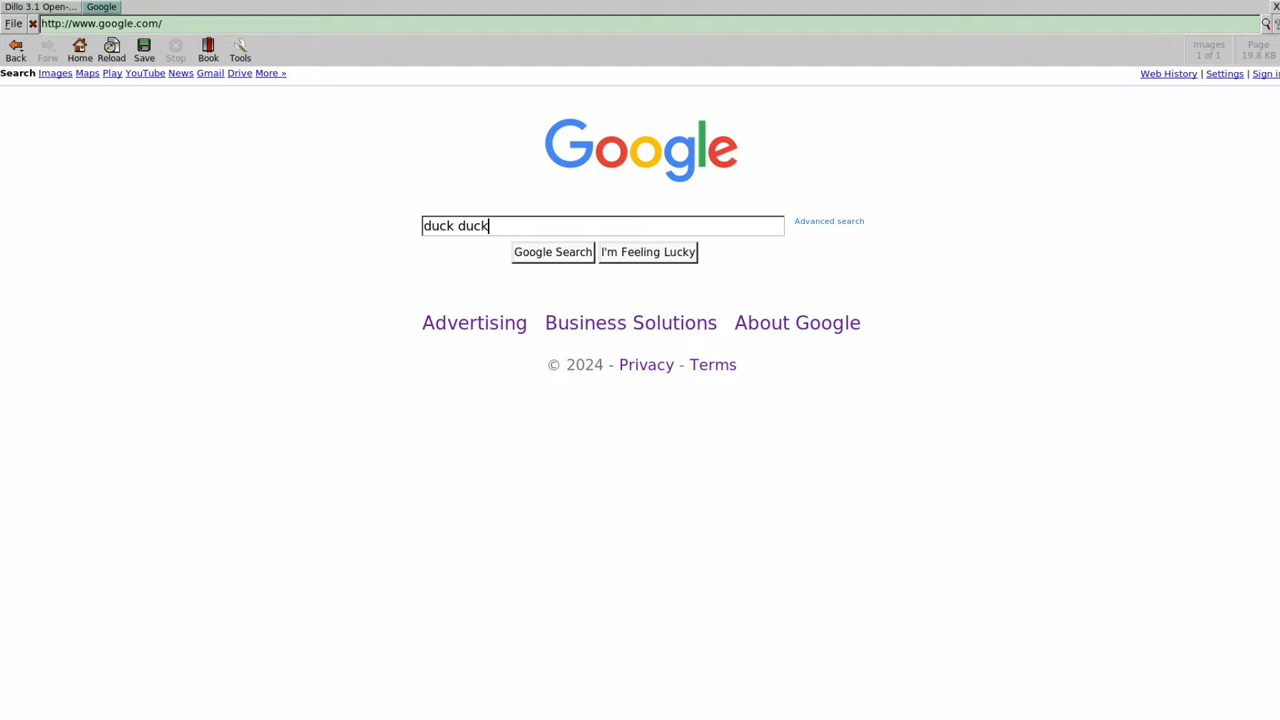 Dillo 3.1 Open-... Google X
File http://www.google.com/
Back Forw Home Reload Save Stop Book Tools Images 1 of 1 Page 19.8 KB
Search Images Maps Play YouTube News Gmail Drive More » Web History | Settings | Sign i
Google
duck duck Advanced search
Google Search I'm Feeling Lucky
Advertising Business Solutions About Google
© 2024 - Privacy - Terms